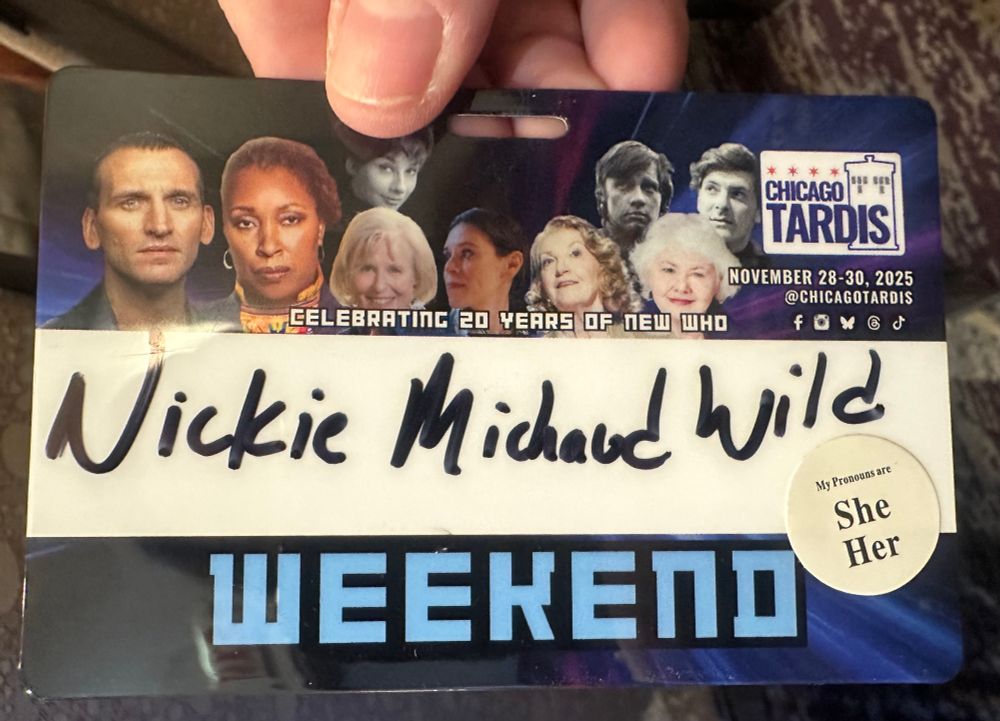 CHICAGO
TARDIS
NOVEMBER 28-30, 2025
@CHICAGOTARDIS
CELEBRATING 20 YEARS OF NEW WHO
Nickie Michaud Wild
My Pronouns are
She
Her
WEEKEND